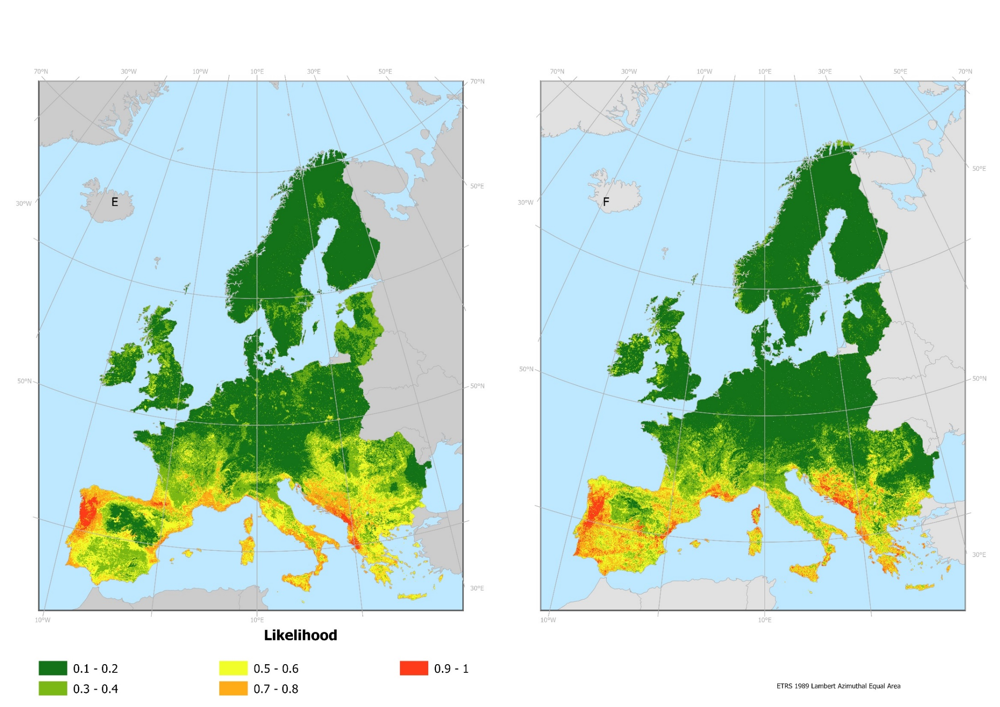 70°N 30°W 10°W 10°E 30°E 50°E
70°N 30°W 10°W 10°E 30°E 50°E 70°N
70°N
50°E
50°E
E
F
30°W
30°W
50°N
50°N
50°N
50°N
30°E
30°E
10°W 10°E
10°W 10°E
Likelihood
0.1 - 0.2
0.5 - 0.6
0.9 - 1
0.3 - 0.4
0.7 - 0.8
ETRS 1989 Lambert Azimuthal Equal Area